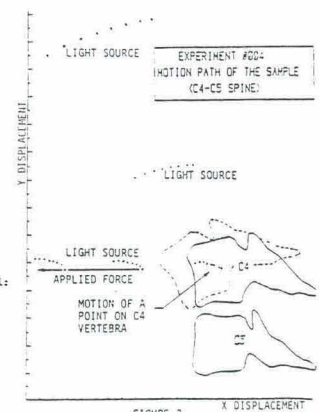 LIGHT SOURCE
EXPERIMENT #004
MOTION PATH OF THE SAMPLE
(C4-C5 SPINE)
Y DISPLACEMENT
LIGHT SOURCE
LIGHT SOURCE
C4
APPLIED FORCE
MOTION OF A
POINT ON C4
VERTEBRA
C5
X DISPLACEMENT